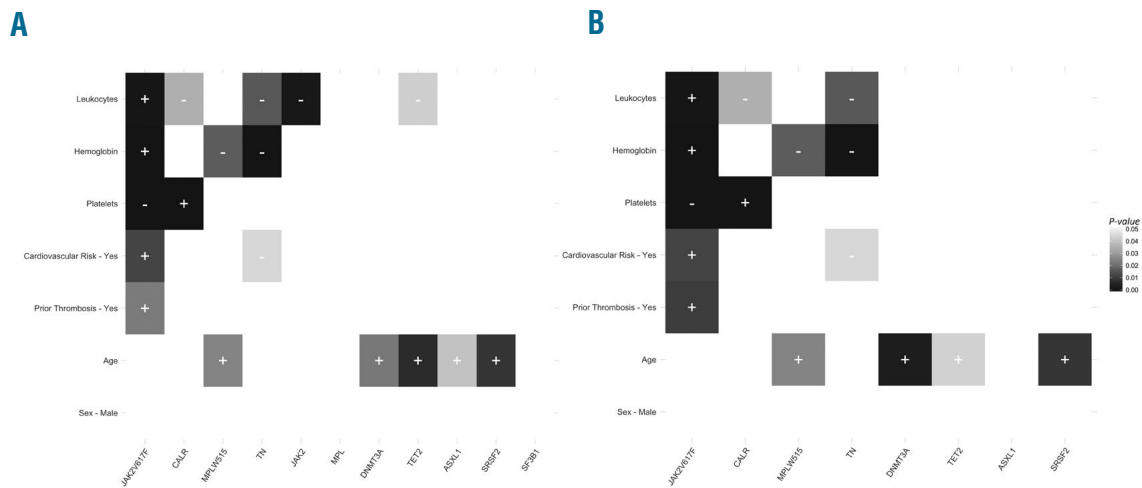 A
Leukocytes + - - - -
Hemoglobin + - -
Platelets - +
Cardiovascular Risk - Yes + -
Prior Thrombosis - Yes +
Age + + + + +
Sex - Male
JAK2V617F CALR MPLW515 TN JAK2 MPL DNMT3A TET2 ASXL1 SRSF2 SF3B1
B
Leukocytes + - -
Hemoglobin + - -
Platelets - +
Cardiovascular Risk - Yes + -
Prior Thrombosis - Yes +
Age + + + +
Sex - Male
JAK2V617F CALR MPLW515 TN DNMT3A TET2 ASXL1 SRSF2
P-value
0.05
0.04
0.03
0.02
0.01
0.00